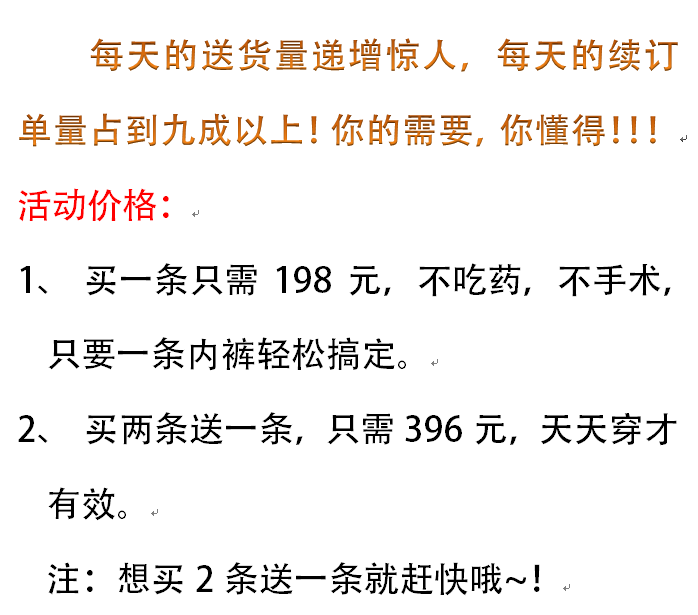 每天的送货量递增惊人,每天的续订
单量占到九成以上!你的需要,你懂得!!!
活动价格:
1、 买一条只需 198 元,不吃药,不手术,
只要一条内裤轻松搞定。
2、 买两条送一条,只需 396 元,天天穿才
有效。
注:想买 2 条送一条就赶快哦~!